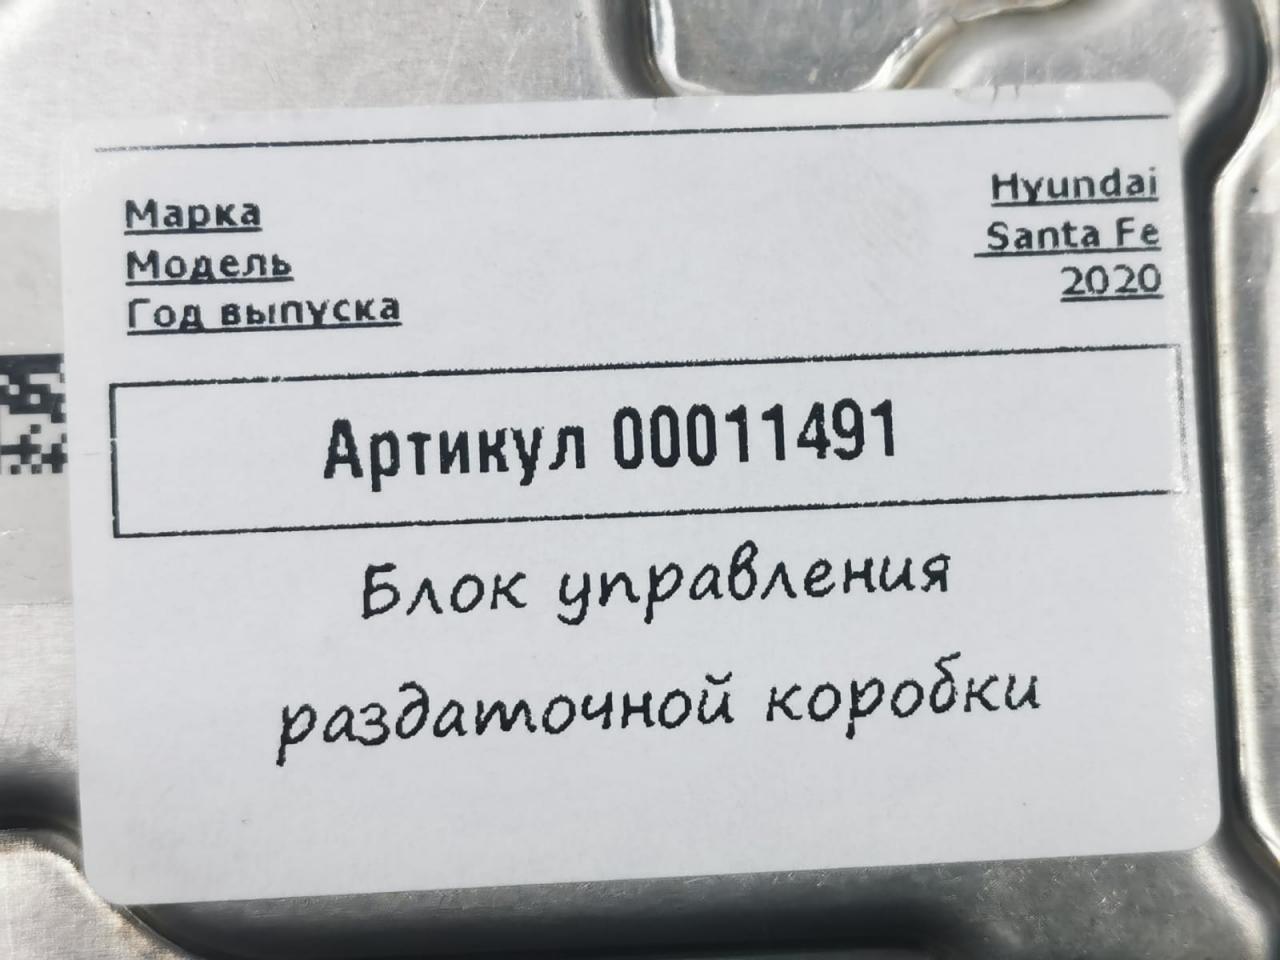 Марка Hyundai
Модель Santa Fe
Год выпуска 2020
Артикул 00011491
Блок управления
раздаточной коробки